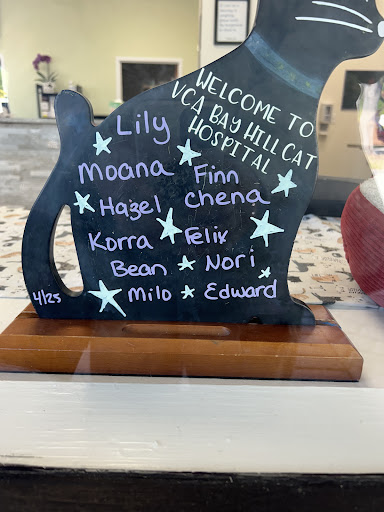 WELCOME TO
VCA BAY HILL CAT
HOSPITAL
Lily
Moana Finn
Hazel chena
Korra Felix
Bean Nori
4/25 Milo Edward